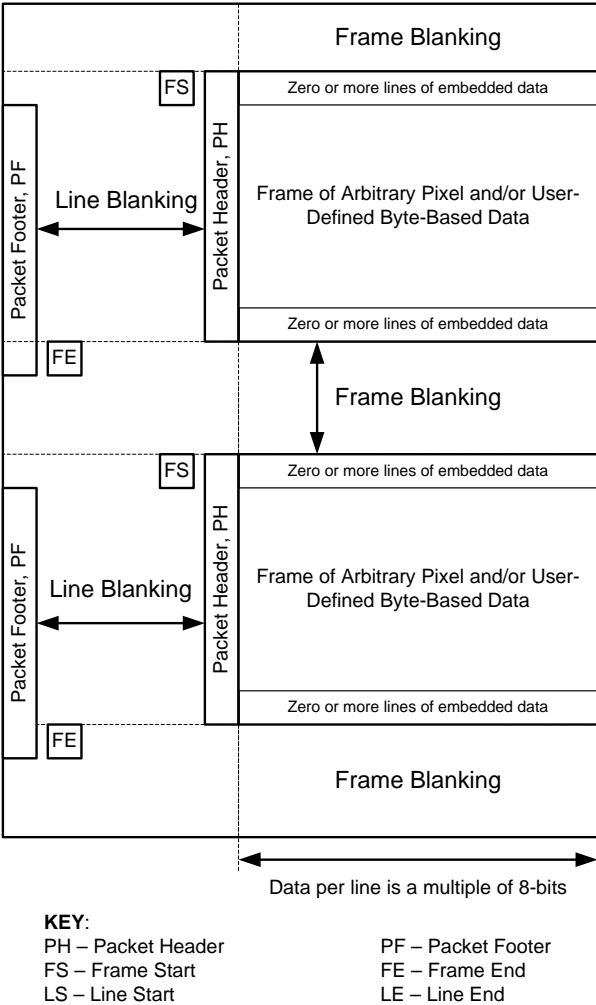 Frame Blanking
FS
Zero or more lines of embedded data
Packet Footer, PF
Line Blanking
Packet Header, PH
Frame of Arbitrary Pixel and/or User-
Defined Byte-Based Data
Zero or more lines of embedded data
FE
Frame Blanking
FS
Zero or more lines of embedded data
Packet Footer, PF
Line Blanking
Packet Header, PH
Frame of Arbitrary Pixel and/or User-
Defined Byte-Based Data
Zero or more lines of embedded data
FE
Frame Blanking
Data per line is a multiple of 8-bits
KEY:
PH – Packet Header
PF – Packet Footer
FS – Frame Start
FE – Frame End
LS – Line Start
LE – Line End